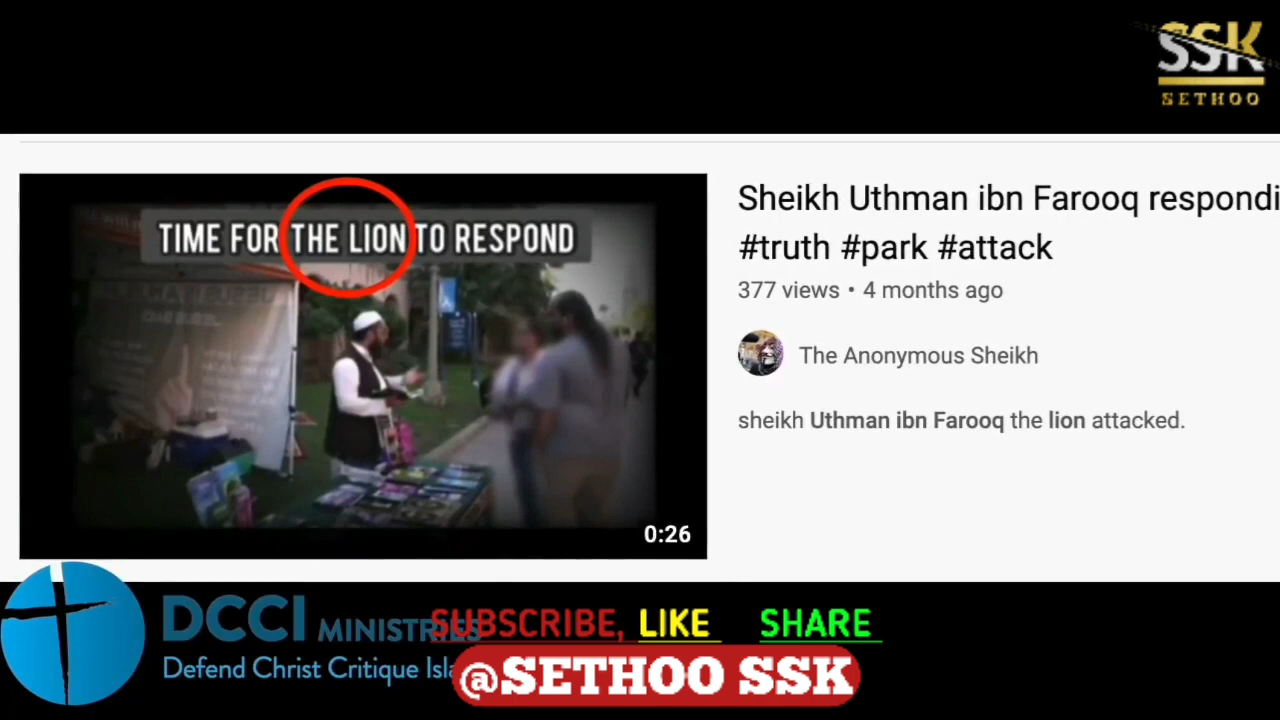 SSK
SETHOO
TIME FOR THE LION TO RESPOND
0:26
Sheikh Uthman ibn Farooq respondi
#truth #park #attack
377 views • 4 months ago
The Anonymous Sheikh
sheikh Uthman ibn Farooq the lion attacked.
DCCI MINISTRIES
Defend Christ Critique Isla
SUBSCRIBE, LIKE SHARE
@SETHOO SSK